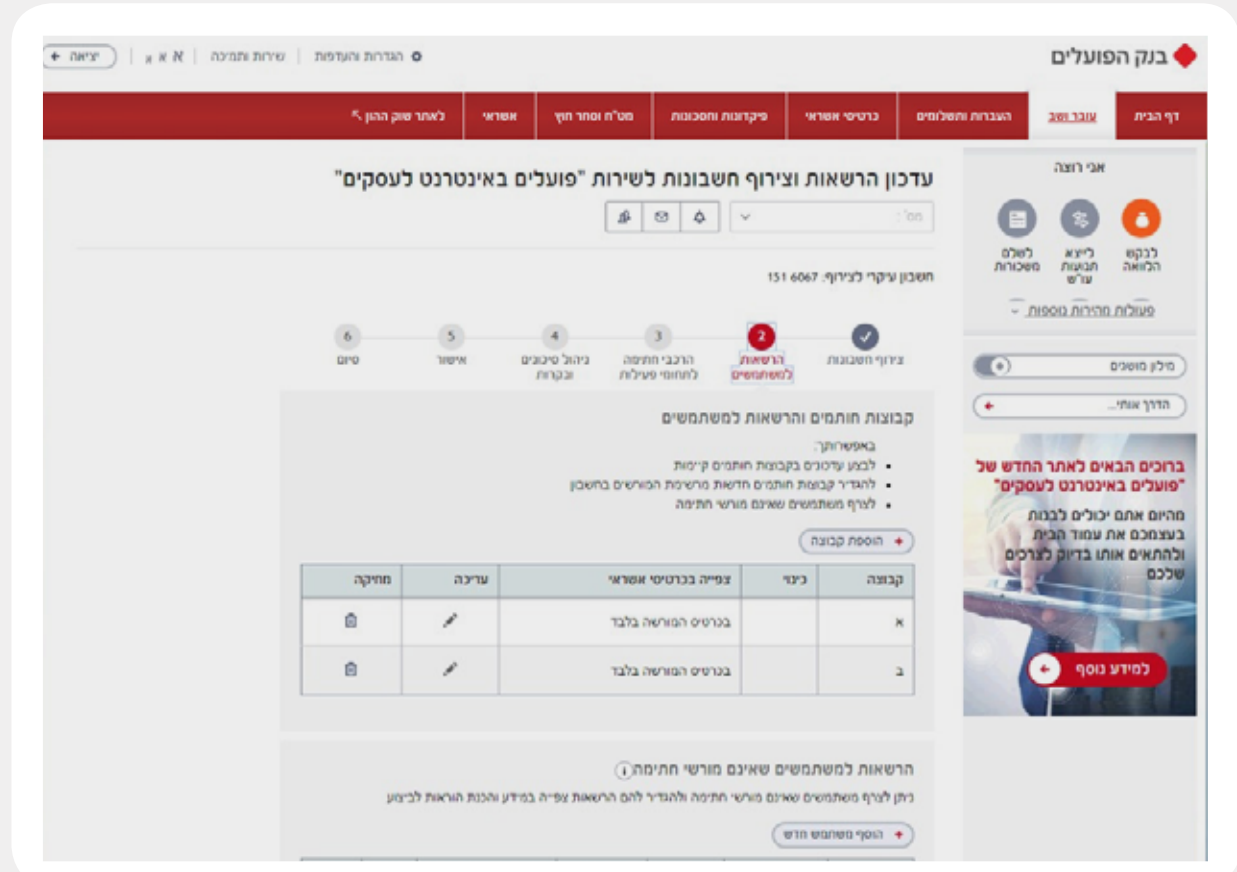 בנק הפועלים
הגדרות והעדפות | שירות ותמיכה | א א א | יציאה
דף הבית
עובר ושב
העברות ותשלומים
כרטיסי אשראי
פיקדונות וחסכונות
מט"ח וסחר חוץ
אשראי
לאתר שוק ההון
אני רוצה
לבקש הלוואה
לייצא תנועות עו"ש
לשלם משכורות
פעולות מהירות נוספות
מילון מושגים
הדרך אותי...
ברוכים הבאים לאתר החדש של
"פועלים באינטרנט לעסקים"
מהיום אתם יכולים לבנות
בעצמכם את עמוד הבית
ולהתאים אותו בדיוק לצרכים
שלכם
למידע נוסף
עדכון הרשאות וצירוף חשבונות לשירות "פועלים באינטרנט לעסקים"
מס':
חשבון עיקרי לצירוף: 6067 151
צירוף חשבונות
2 הרשאות למשתמשים
3 הרכבי חתימה לתחומי פעילות
4 ניהול סיכונים ובקרות
5 אישור
6 סיום
קבוצות חותמים והרשאות למשתמשים
באפשרותך:
• לבצע עדכונים בקבוצות חותמים קיימות
• להגדיר קבוצות חותמים חדשות מרשימת המורשים בחשבון
• לצרף משתמשים שאינם מורשי חתימה
+ הוספת קבוצה
קבוצה כינוי צפייה בכרטיסי אשראי עריכה מחיקה
א בכרטיס המורשה בלבד
ב בכרטיס המורשה בלבד
הרשאות למשתמשים שאינם מורשי חתימה
ניתן לצרף משתמשים שאינם מורשי חתימה ולהגדיר להם הרשאות צפייה במידע והכנת הוראות לביצוע
+ הוסף משתמש חדש